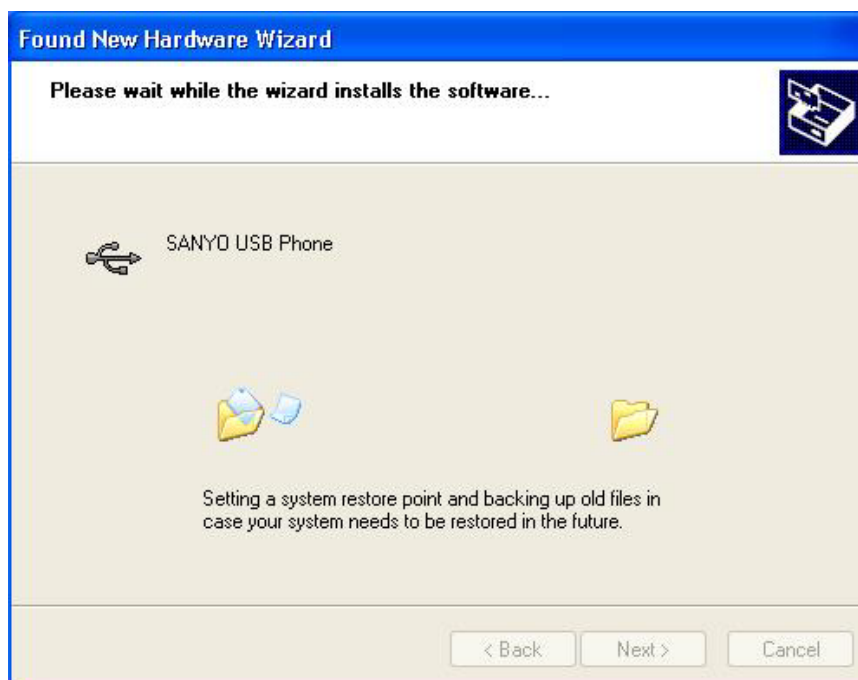 Found New Hardware Wizard
Please wait while the wizard installs the software...
SANYO USB Phone
Setting a system restore point and backing up old files in
case your system needs to be restored in the future.
< Back
Next >
Cancel